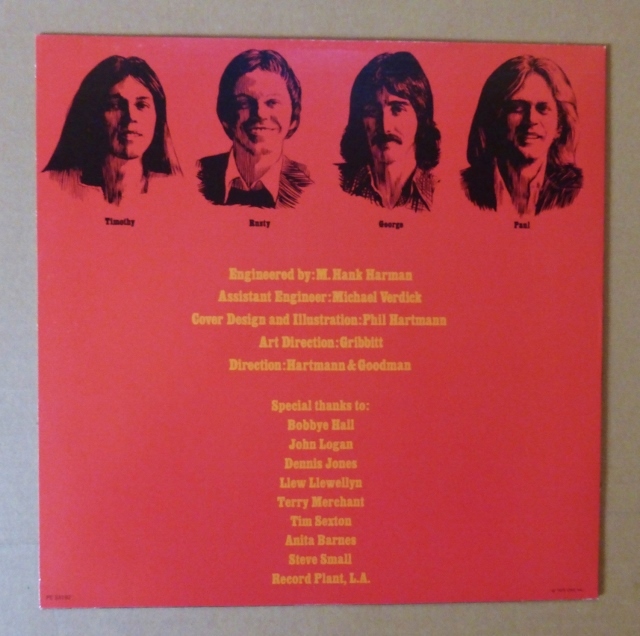 Timothy Rusty George Paul
Engineered by: M. Hank Harman
Assistant Engineer: Michael Verdick
Cover Design and Illustration: Phil Hartmann
Art Direction: Gribbitt
Direction: Hartmann & Goodman
Special thanks to:
Bobbye Hall
John Logan
Dennis Jones
Llew Llewellyn
Terry Merchant
Tim Sexton
Anita Barnes
Steve Small
Record Plant, L.A.